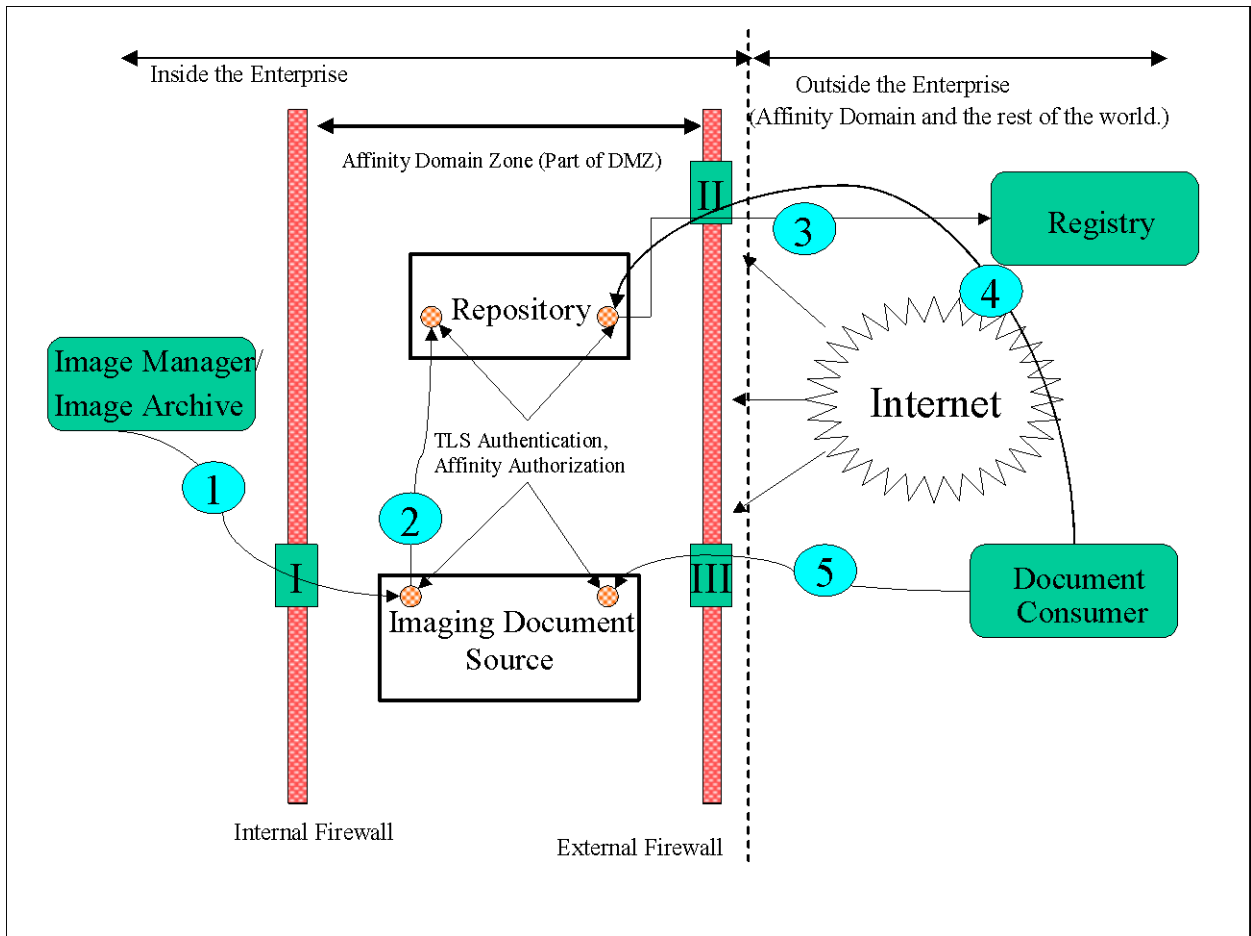 Inside the Enterprise
Outside the Enterprise
(Affinity Domain and the rest of the world.)
Affinity Domain Zone (Part of DMZ)
II
3
Registry
4
Repository
Image Manager/
Image Archive
Internet
TLS Authentication,
Affinity Authorization
1
2
I
III
5
Document
Consumer
Imaging Document
Source
Internal Firewall
External Firewall